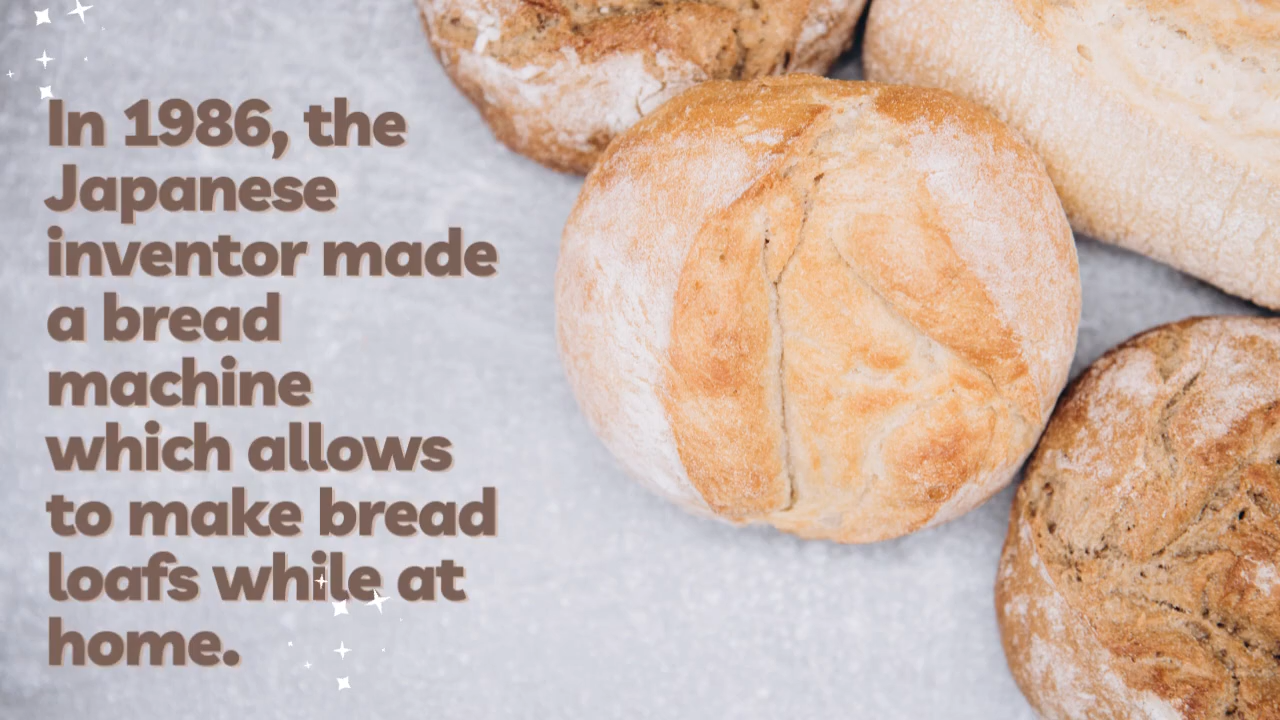 In 1986, the
Japanese
inventor made
a bread
machine
which allows
to make bread
loafs while at
home.